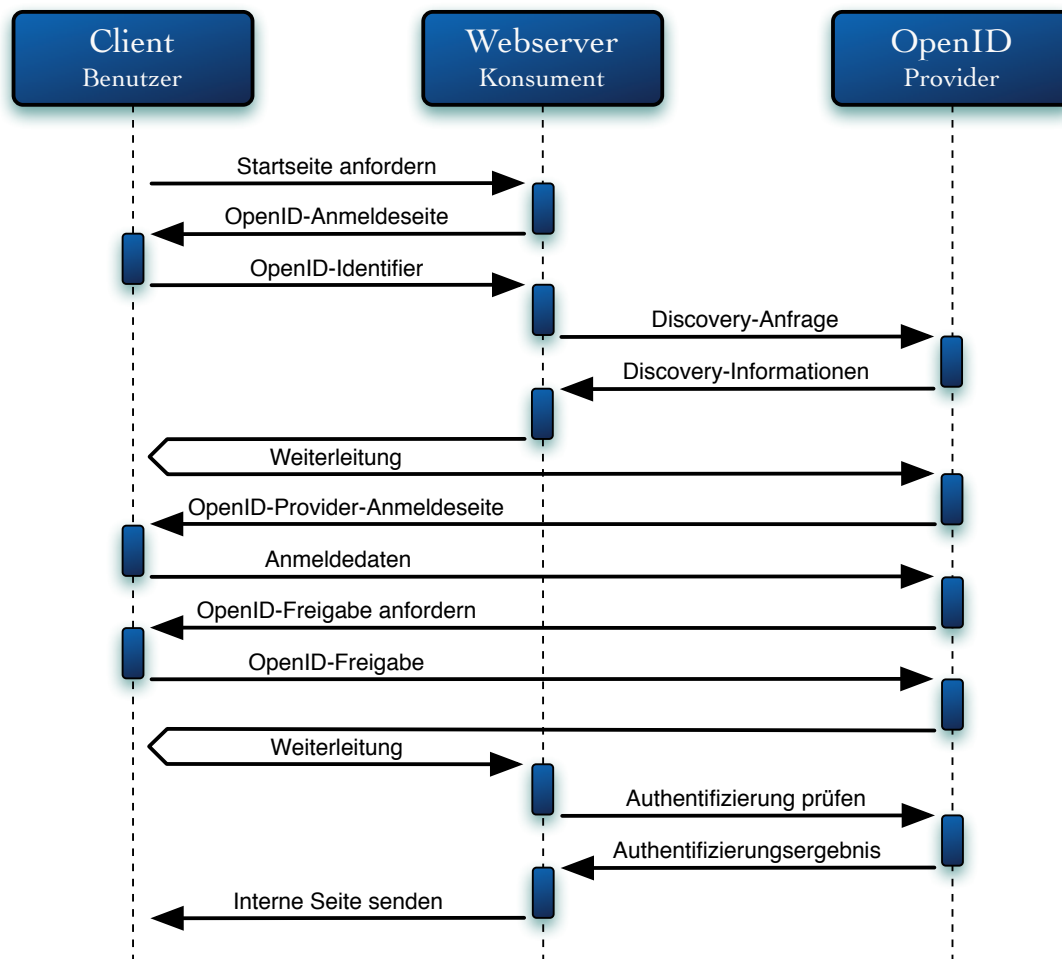 Client
Benutzer
Webserver
Konsument
OpenID
Provider
Startseite anfordern
OpenID-Anmeldeseite
OpenID-Identifier
Discovery-Anfrage
Discovery-Informationen
Weiterleitung
OpenID-Provider-Anmeldeseite
Anmeldedaten
OpenID-Freigabe anfordern
OpenID-Freigabe
Weiterleitung
Authentifizierung prüfen
Authentifizierungsergebnis
Interne Seite senden